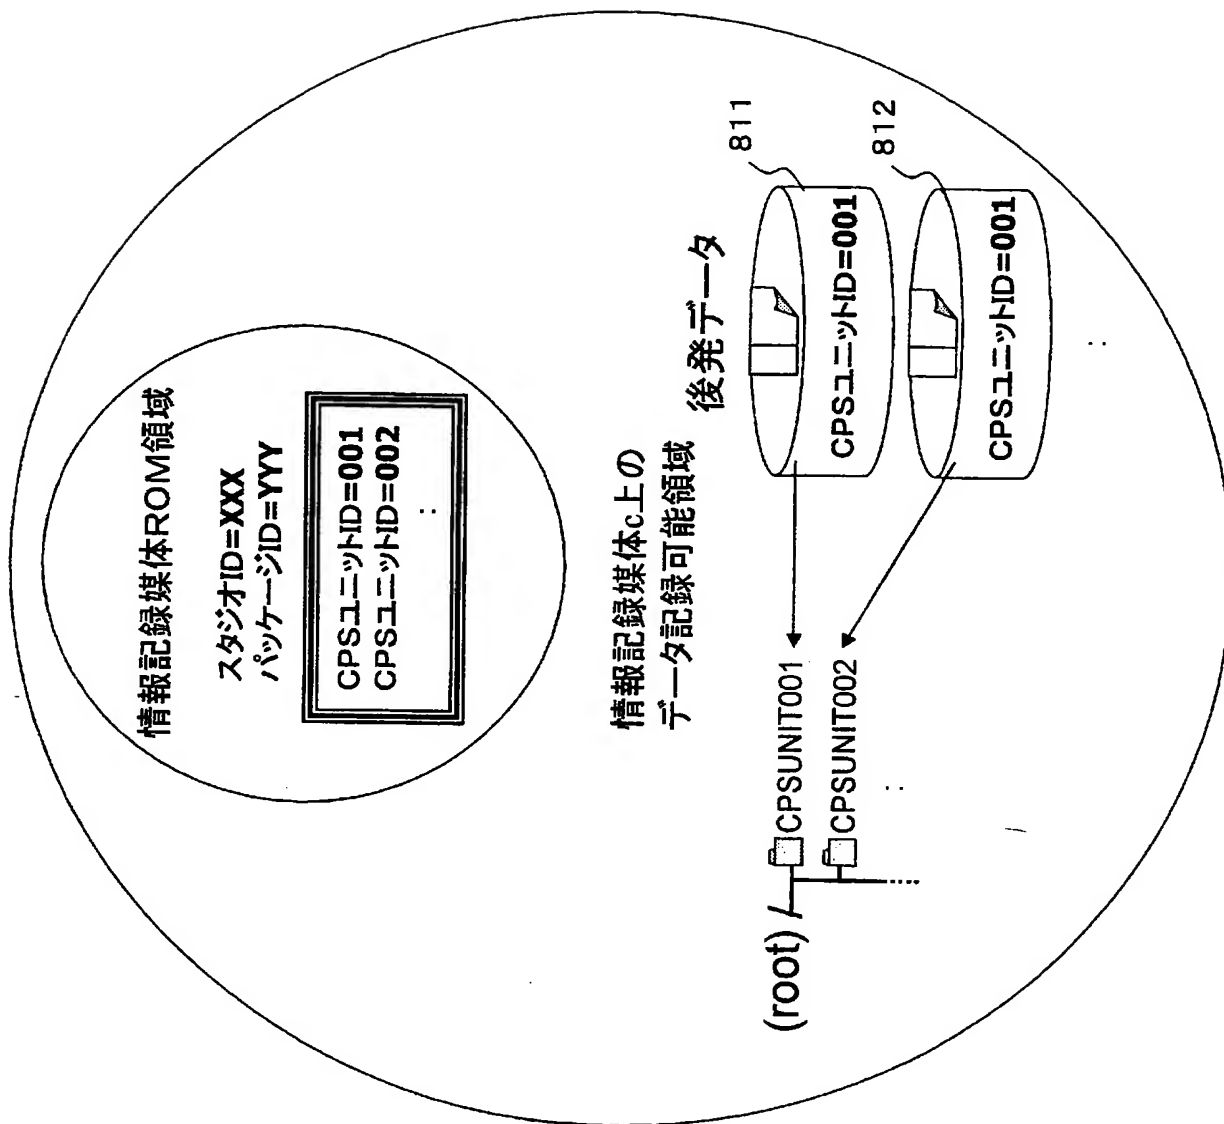 情報記録媒体ROM領域
スタジオID=XXX
パッケージID=YYY
CPSユニットID=001
CPSユニットID=002
:
情報記録媒体c上の
データ記録可能領域
後発データ
811
CPSユニットID=001
812
CPSユニットID=001
:
(root) /
CPSUNIT001
CPSUNIT002
: